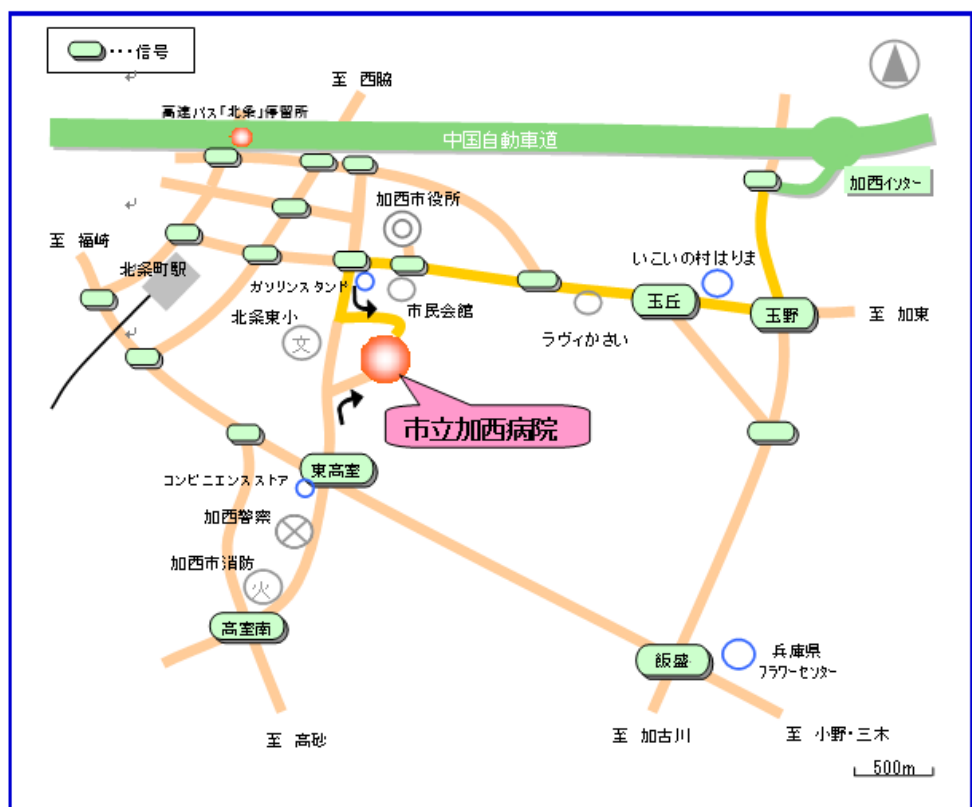 ・・・信号
至 西脇
高速バス「北条」停留所
中国自動車道
加西インター
加西市役所
至 福崎
北条町駅
いこいの村はりま
ガソリンスタンド
市民会館
玉丘
玉野
至 加東
北条東小
文
ラヴィかさい
市立加西病院
東高室
コンビニエンスストア
加西警察
加西市消防
火
高室南
飯盛
兵庫県
フラワーセンター
至 高砂
至 加古川
至 小野・三木
500m